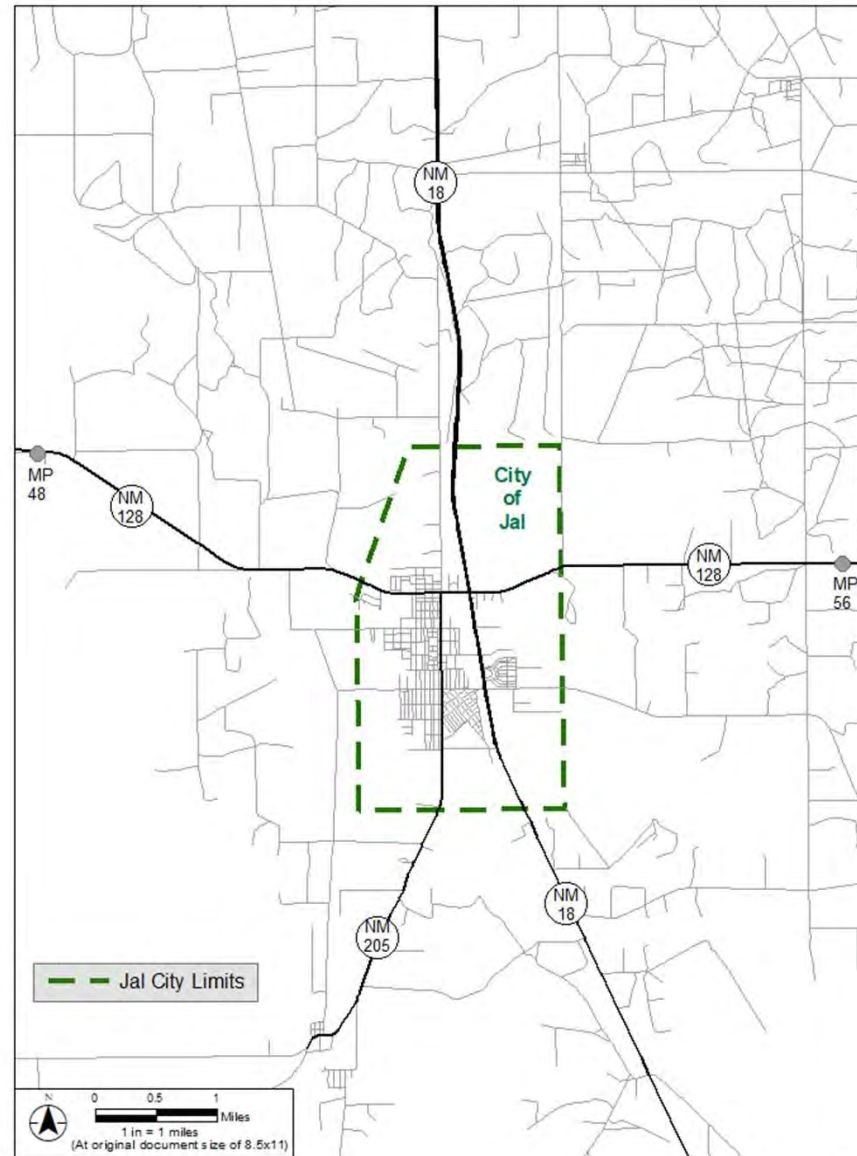 NM
18
City
of
Jal
MP
48
NM
128
NM
128
MP
56
NM
18
NM
205
Jal City Limits
N
0 0.5 1
Miles
1 in = 1 miles
(At original document size of 8.5x11)